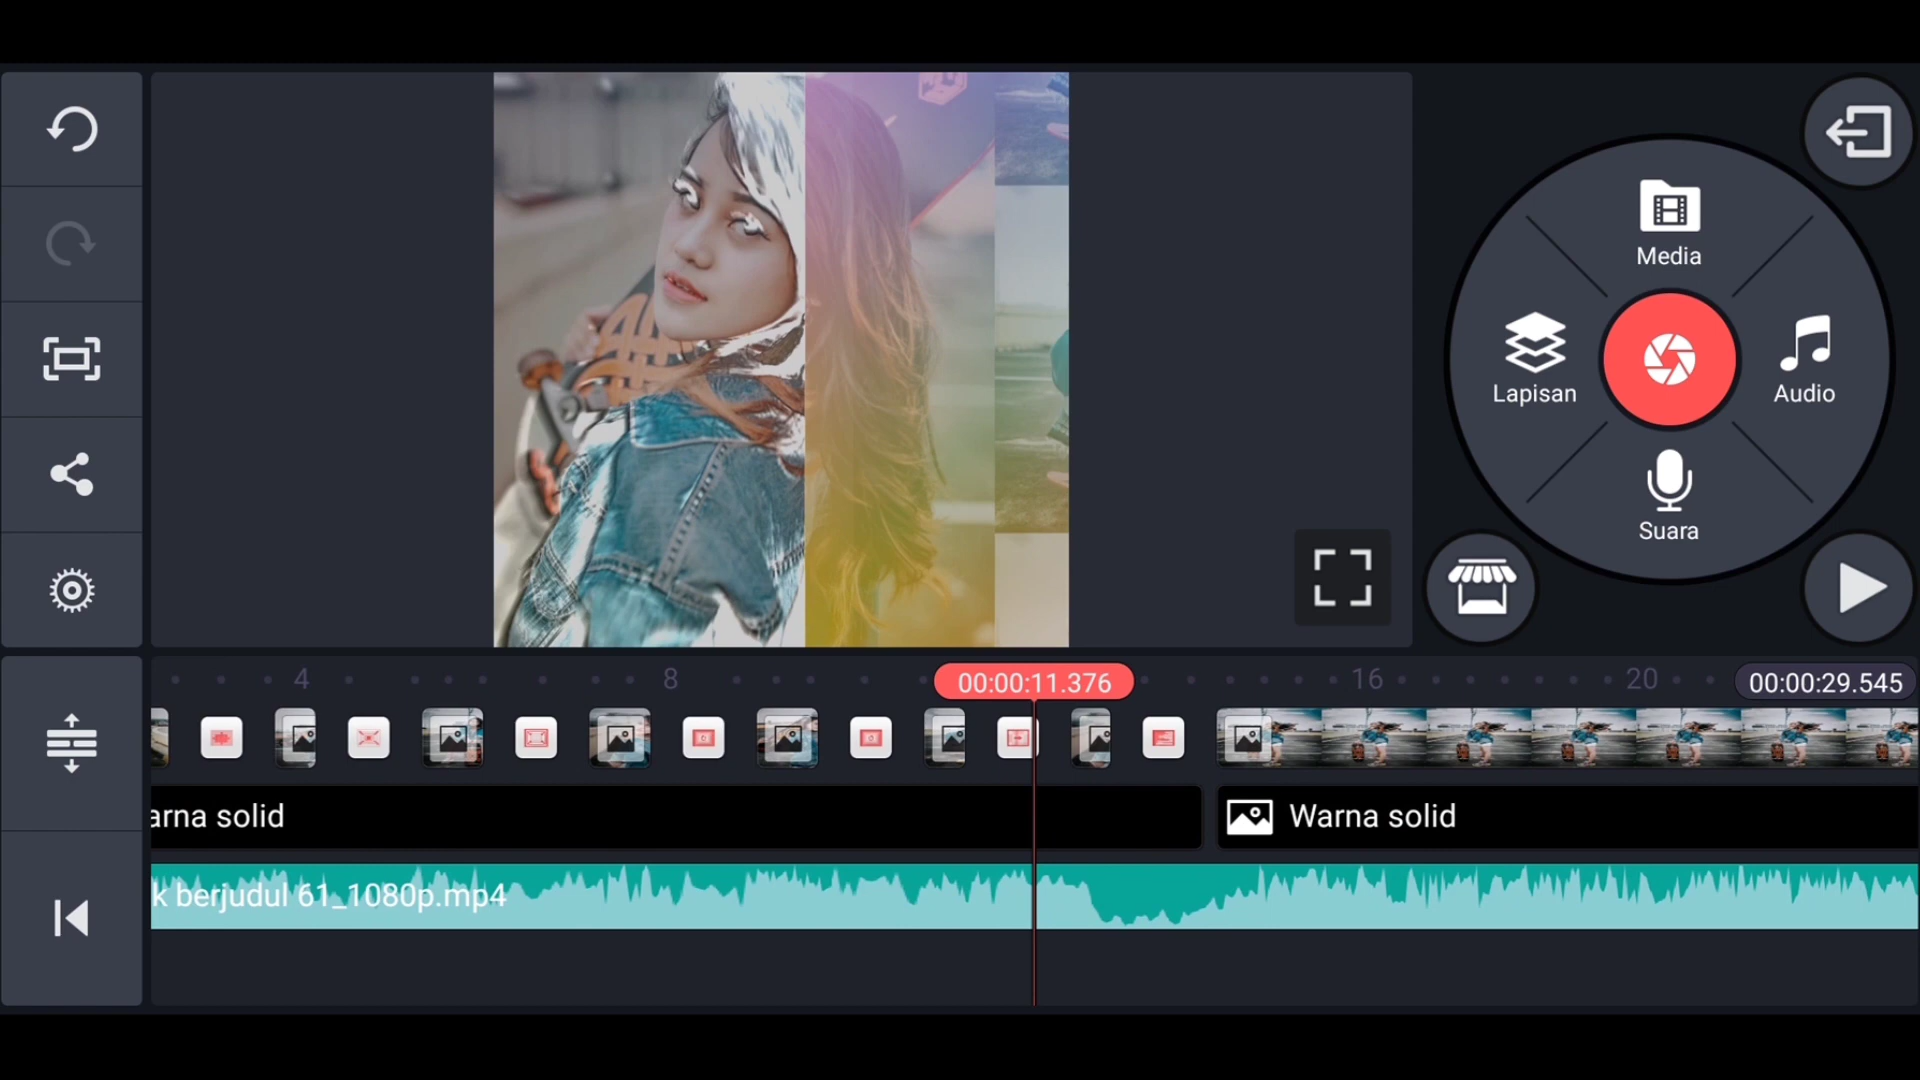 Media
Lapisan
Audio
Suara
4
8
00:00:11.376
16
20
00:00:29.545
arna solid
Warna solid
k berjudul 61_1080p.mp4